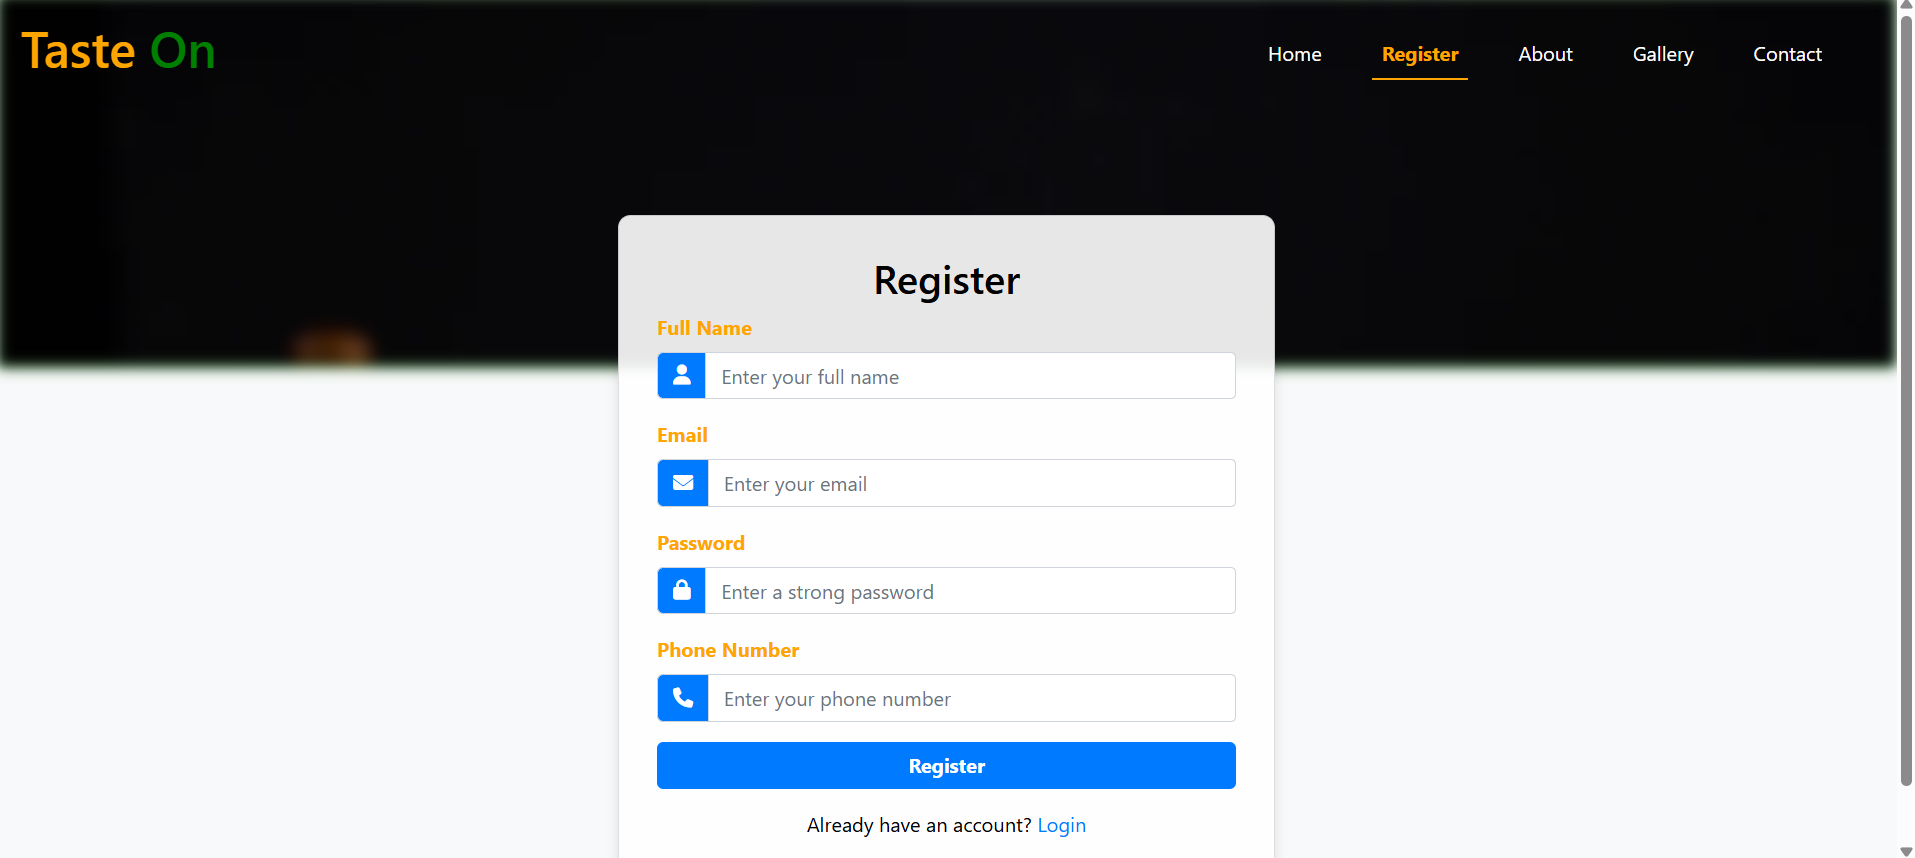 Taste On
Home Register About Gallery Contact
Register
Full Name
Enter your full name
Email
Enter your email
Password
Enter a strong password
Phone Number
Enter your phone number
Register
Already have an account? Login